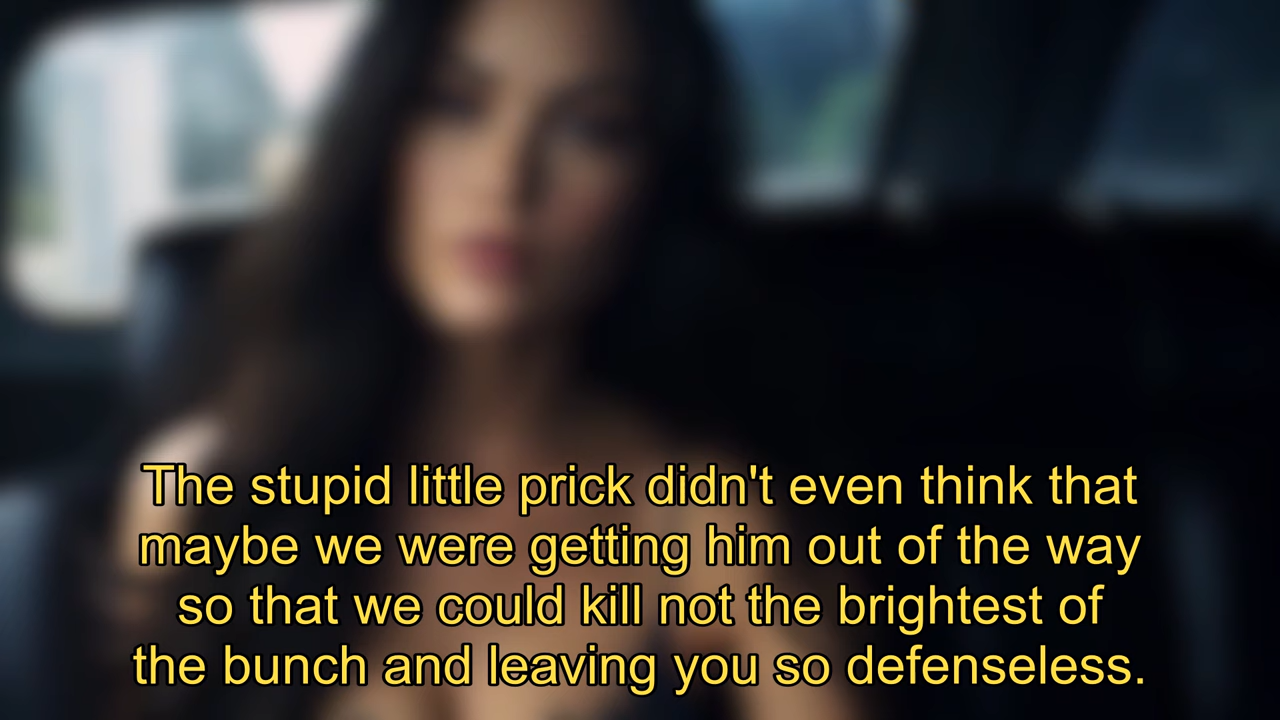 The stupid little prick didn't even think that
maybe we were getting him out of the way
so that we could kill not the brightest of
the bunch and leaving you so defenseless.